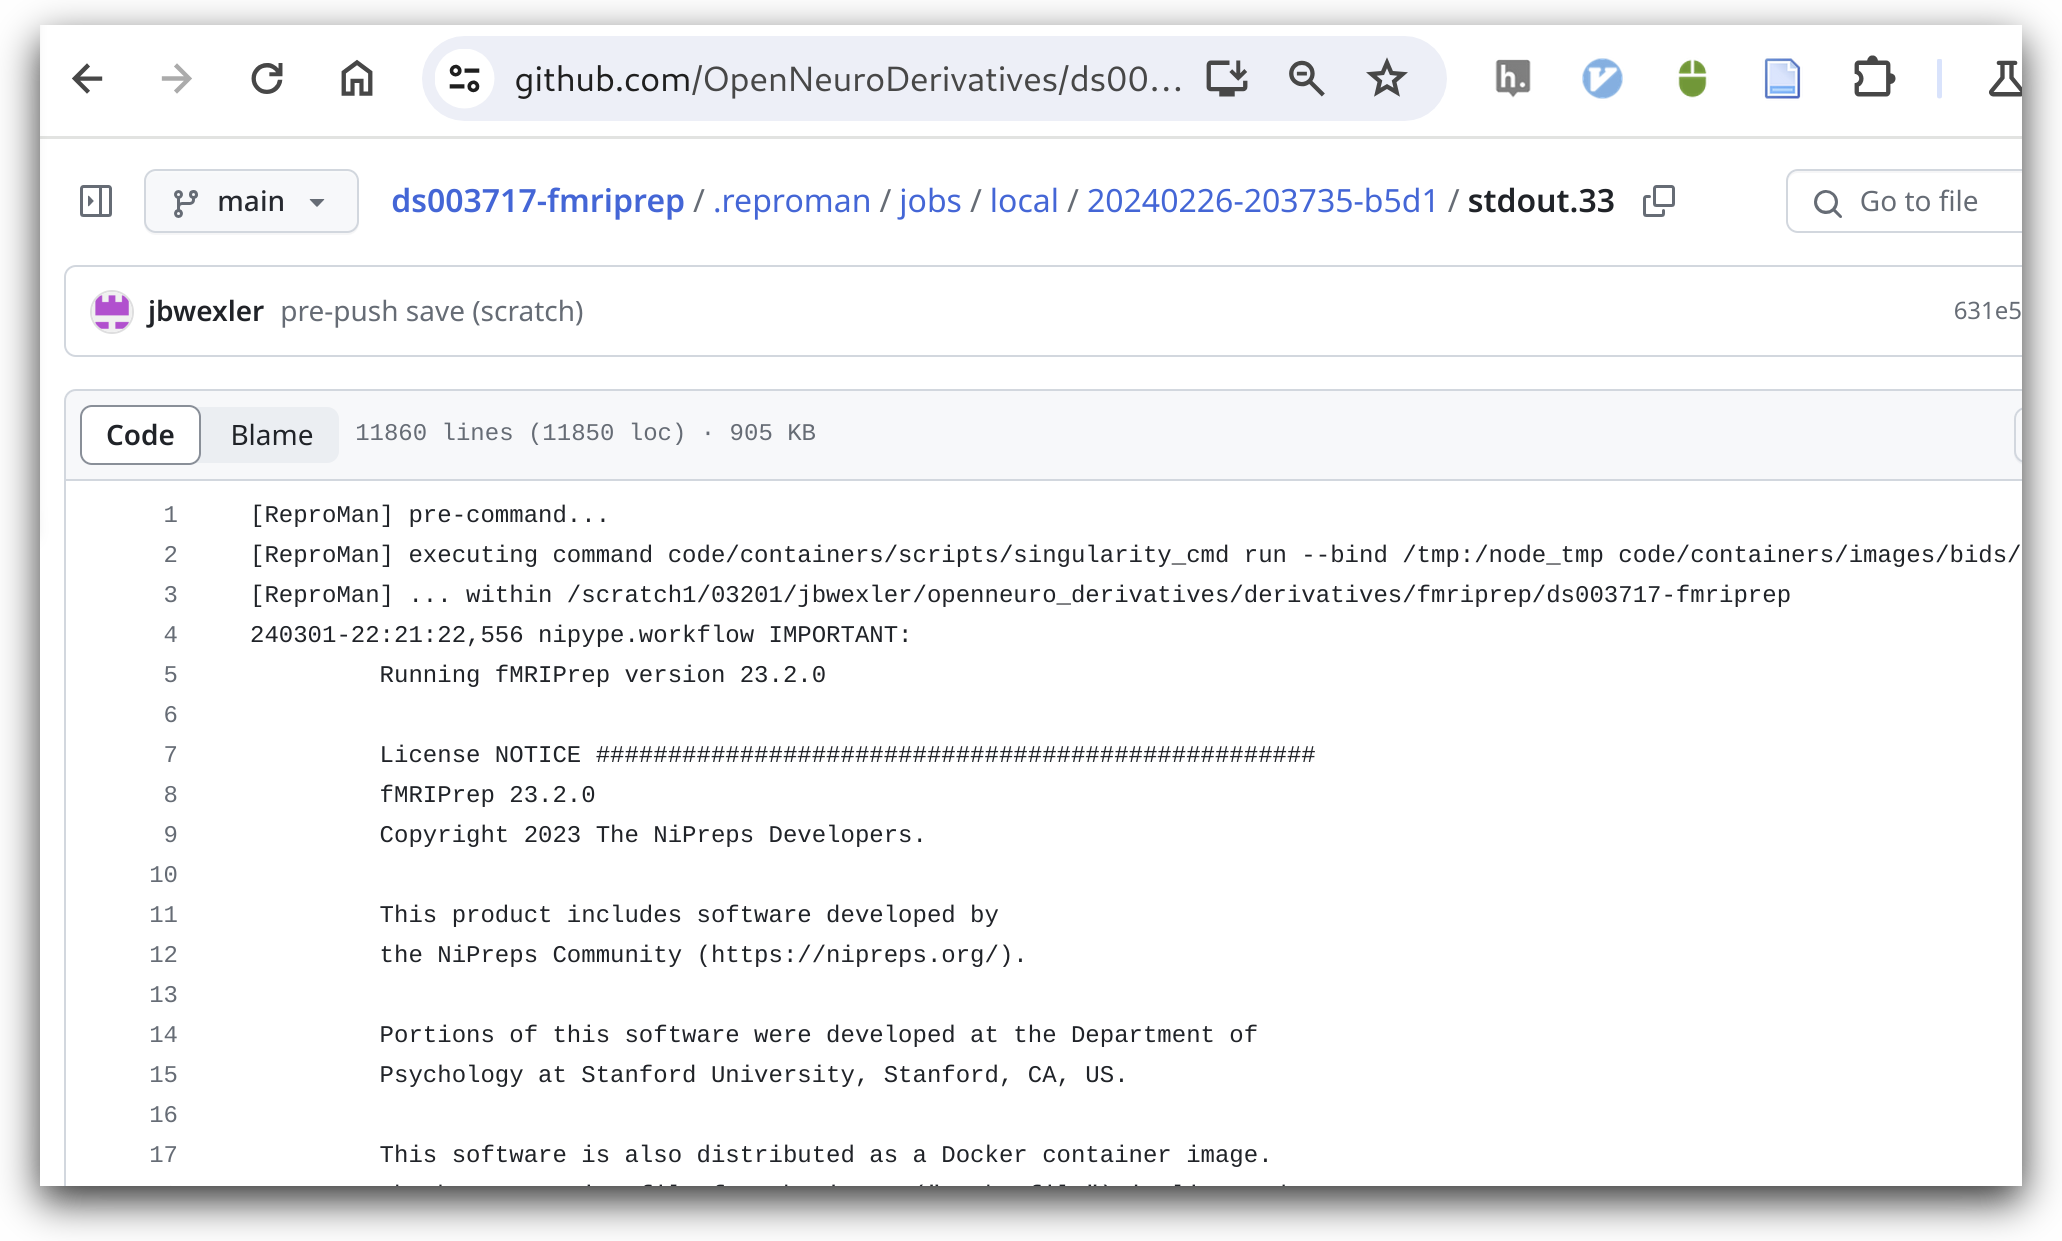 github.com/OpenNeuroDerivatives/ds00...
h.
main
ds003717-fmriprep / .reproman / jobs / local / 20240226-203735-b5d1 / stdout.33
Go to file
jbwexler pre-push save (scratch)
631e5
Code Blame 11860 lines (11850 loc) · 905 KB
1 [ReproMan] pre-command...
2 [ReproMan] executing command code/containers/scripts/singularity_cmd run --bind /tmp:/node_tmp code/containers/images/bids/
3 [ReproMan] ... within /scratch1/03201/jbwexler/openneuro_derivatives/derivatives/fmriprep/ds003717-fmriprep
4 240301-22:21:22,556 nipype.workflow IMPORTANT:
5 Running fMRIPrep version 23.2.0
6
7 License NOTICE ##################################################
8 fMRIPrep 23.2.0
9 Copyright 2023 The NiPreps Developers.
10
11 This product includes software developed by
12 the NiPreps Community (https://nipreps.org/).
13
14 Portions of this software were developed at the Department of
15 Psychology at Stanford University, Stanford, CA, US.
16
17 This software is also distributed as a Docker container image.